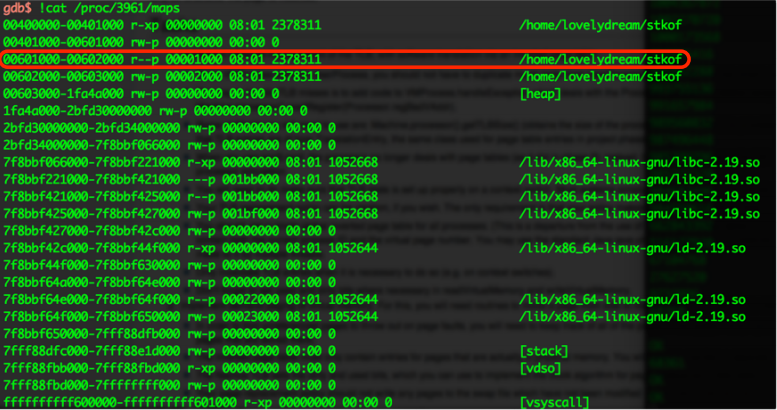 gdb$ !cat /proc/3961/maps
00400000-00401000 r-xp 00000000 08:01 2378311 /home/lovelydream/stkof
00401000-00601000 rw-p 00000000 00:00 0
00601000-00602000 r--p 00001000 08:01 2378311 /home/lovelydream/stkof
00602000-00603000 rw-p 00002000 08:01 2378311 /home/lovelydream/stkof
00603000-1fa4a000 rw-p 00000000 00:00 0 [heap]
1fa4a000-2bfd30000000 rw-p 00000000 00:00 0
2bfd30000000-2bfd34000000 rw-p 00000000 00:00 0
2bfd34000000-7f8bbf066000 rw-p 00000000 00:00 0
7f8bbf066000-7f8bbf221000 r-xp 00000000 08:01 1052668 /lib/x86_64-linux-gnu/libc-2.19.so
7f8bbf221000-7f8bbf421000 ---p 001bb000 08:01 1052668 /lib/x86_64-linux-gnu/libc-2.19.so
7f8bbf421000-7f8bbf425000 r--p 001bb000 08:01 1052668 /lib/x86_64-linux-gnu/libc-2.19.so
7f8bbf425000-7f8bbf427000 rw-p 001bf000 08:01 1052668 /lib/x86_64-linux-gnu/libc-2.19.so
7f8bbf427000-7f8bbf42c000 rw-p 00000000 00:00 0
7f8bbf42c000-7f8bbf44f000 r-xp 00000000 08:01 1052644 /lib/x86_64-linux-gnu/ld-2.19.so
7f8bbf44f000-7f8bbf630000 rw-p 00000000 00:00 0
7f8bbf64a000-7f8bbf64e000 rw-p 00000000 00:00 0
7f8bbf64e000-7f8bbf64f000 r--p 00022000 08:01 1052644 /lib/x86_64-linux-gnu/ld-2.19.so
7f8bbf64f000-7f8bbf650000 rw-p 00023000 08:01 1052644 /lib/x86_64-linux-gnu/ld-2.19.so
7f8bbf650000-7fff88dfb000 rw-p 00000000 00:00 0
7fff88dfc000-7fff88e1d000 rw-p 00000000 00:00 0 [stack]
7fff88fbb000-7fff88fbd000 r-xp 00000000 00:00 0 [vdso]
7fff88fbd000-7fffffffff000 rw-p 00000000 00:00 0
ffffffffff600000-ffffffffff601000 r-xp 00000000 00:00 0 [vsyscall]